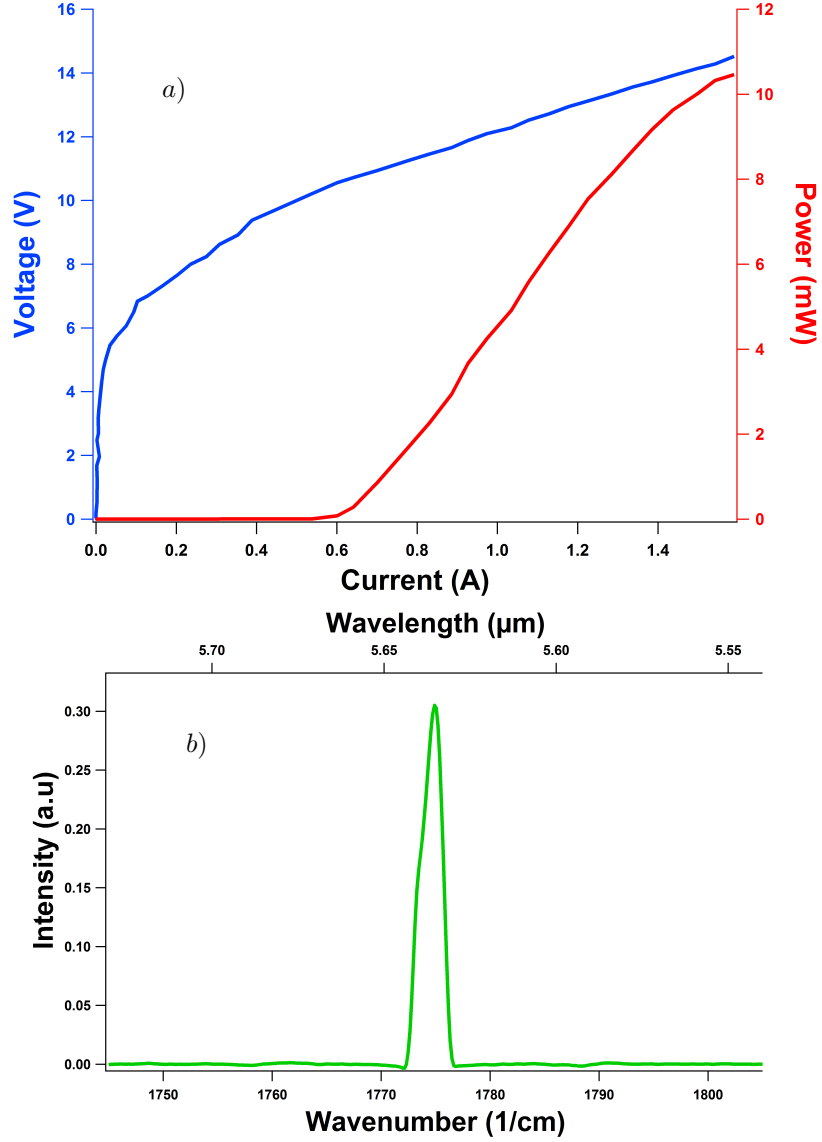 16
14
12
10
8
6
4
2
0
Voltage (V)
a)
12
10
8
6
4
2
0
Power (mW)
0.0 0.2 0.4 0.6 0.8 1.0 1.2 1.4
Current (A)
Wavelength (µm)
5.70 5.65 5.60 5.55
0.30
0.25
0.20
0.15
0.10
0.05
0.00
Intensity (a.u)
b)
1750 1760 1770 1780 1790 1800
Wavenumber (1/cm)